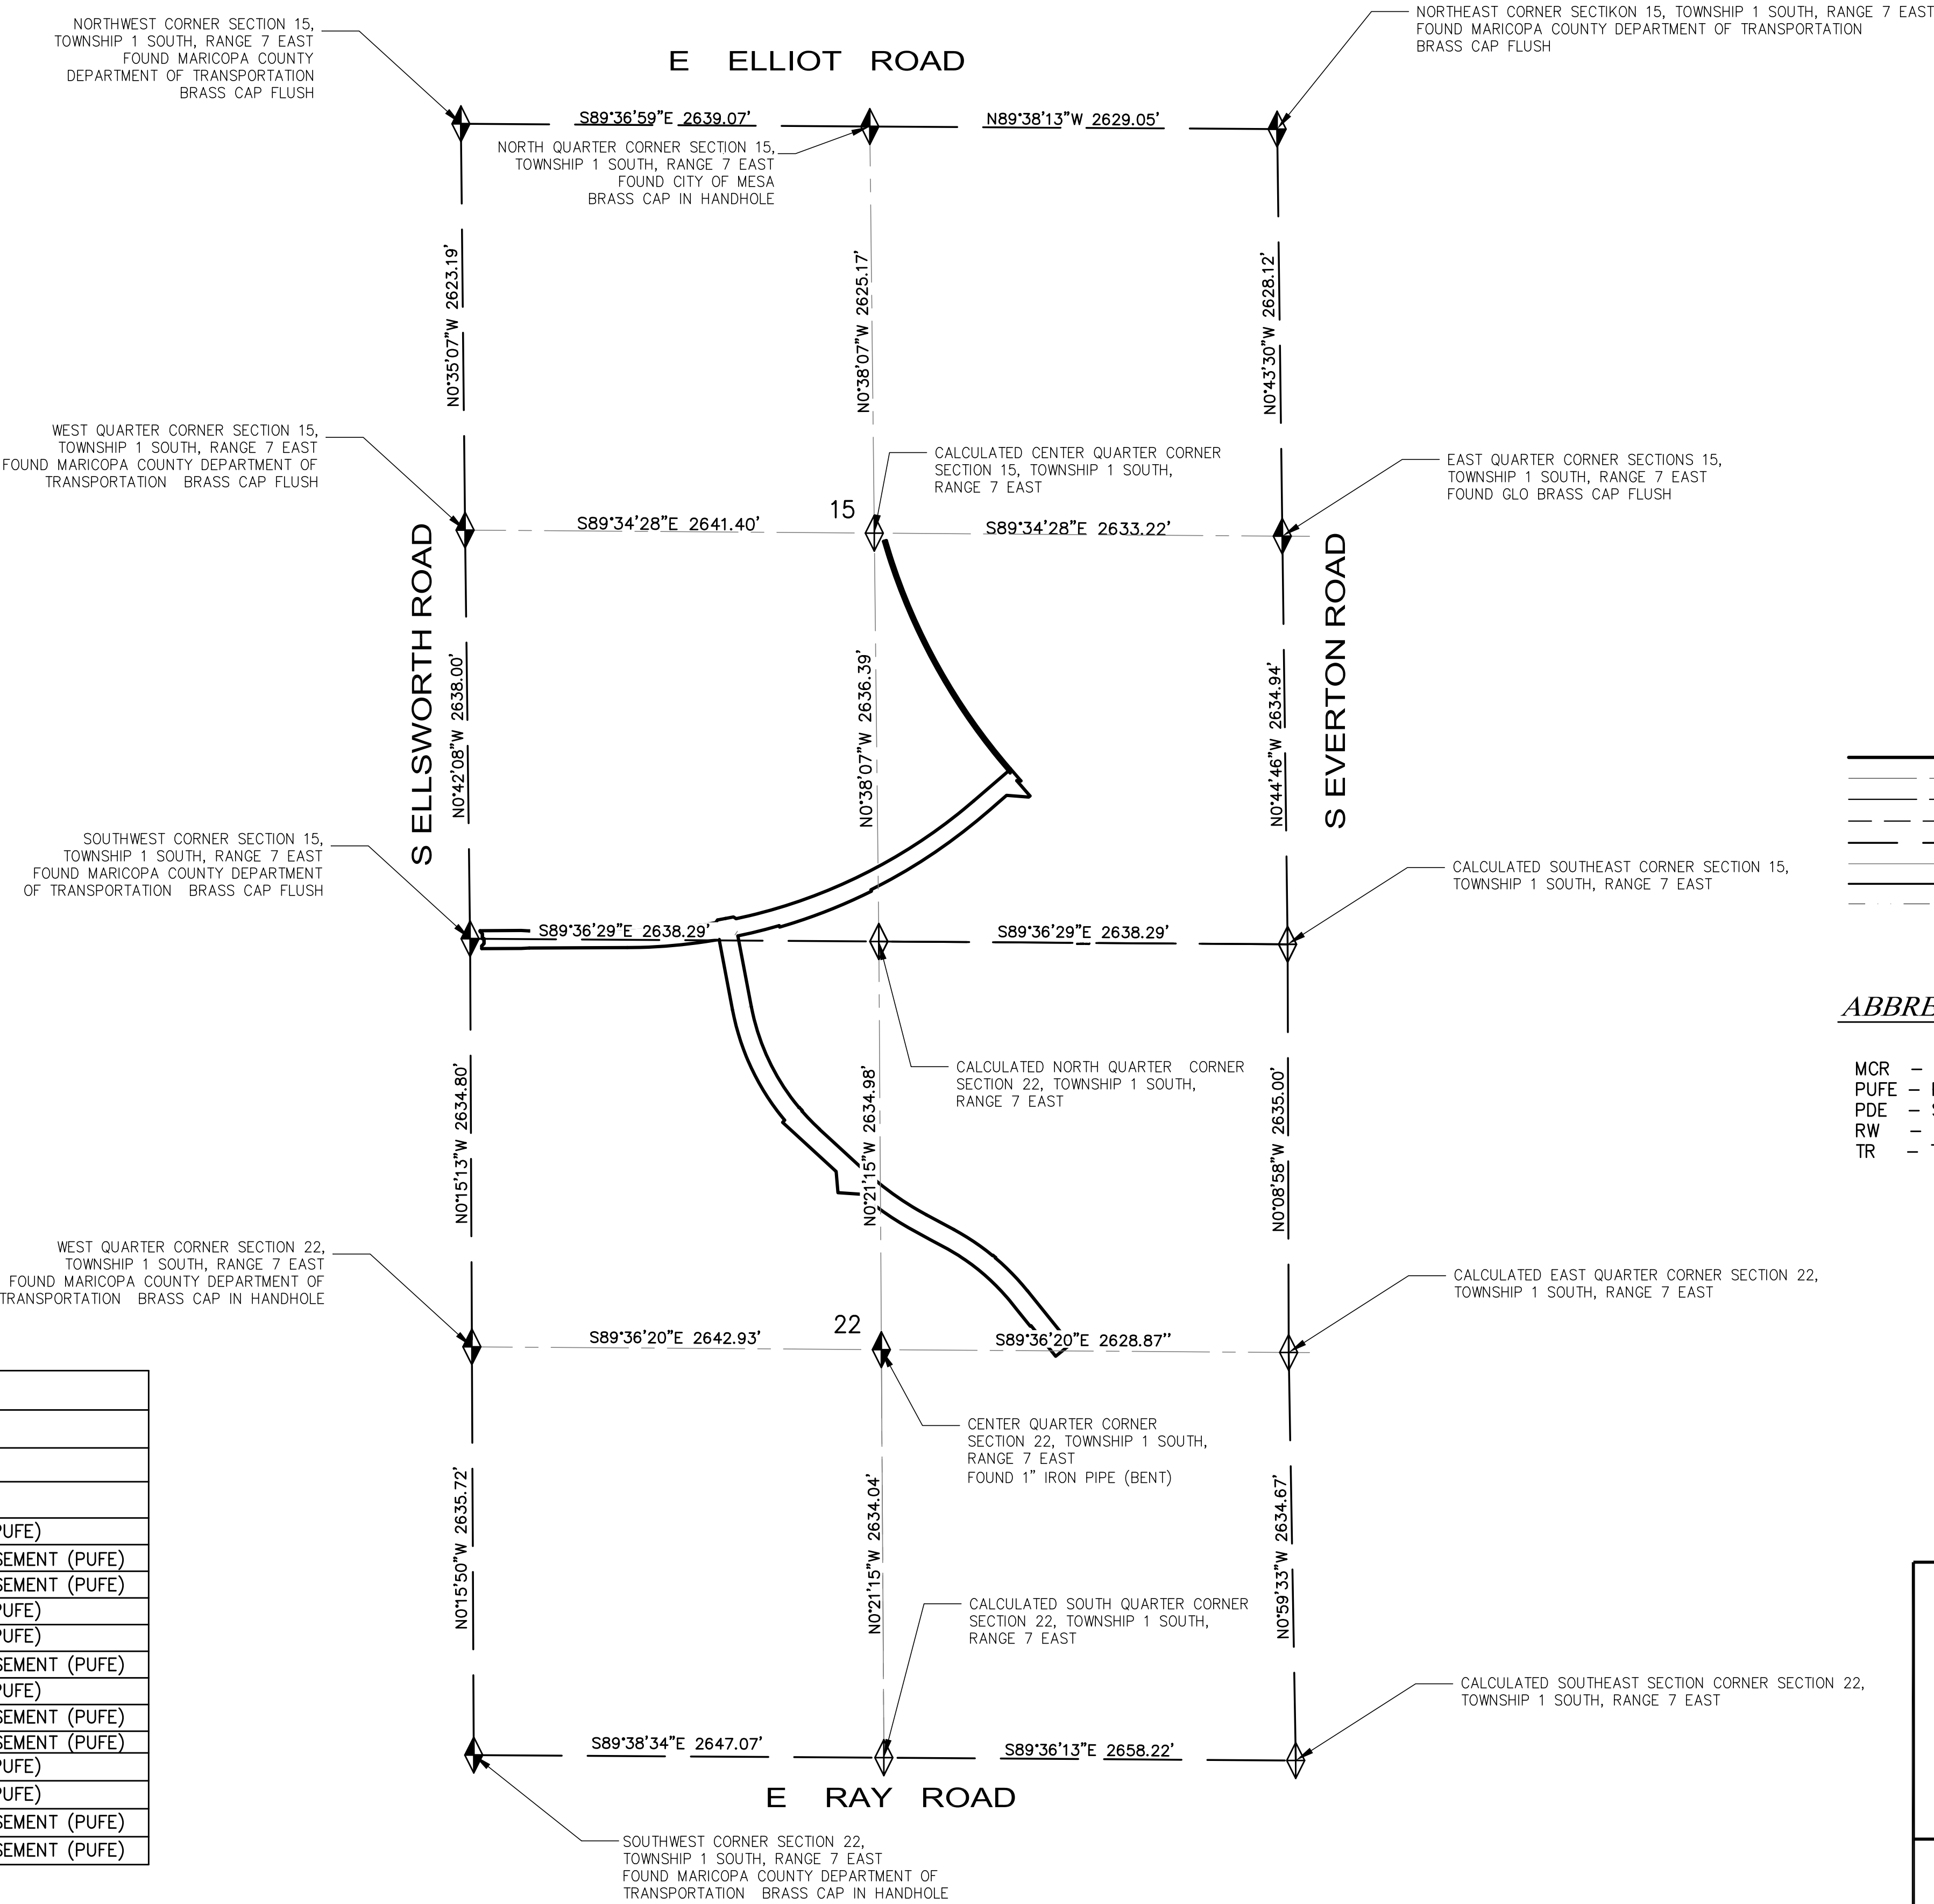 NORTHWEST CORNER SECTION 15,
TOWNSHIP 1 SOUTH, RANGE 7 EAST
FOUND MARICOPA COUNTY
DEPARTMENT OF TRANSPORTATION
BRASS CAP FLUSH
E ELLIOT ROAD
NORTHEAST CORNER SECTIKON 15, TOWNSHIP 1 SOUTH, RANGE 7 EAST
FOUND MARICOPA COUNTY DEPARTMENT OF TRANSPORTATION
BRASS CAP FLUSH
S89°36'59"E 2639.07'
N89°38'13"W 2629.05'
NORTH QUARTER CORNER SECTION 15,
TOWNSHIP 1 SOUTH, RANGE 7 EAST
FOUND CITY OF MESA
BRASS CAP IN HANDHOLE
N0°35'07"W 2623.19'
N0°38'07"W 2625.17'
N0°43'30"W 2628.12'
WEST QUARTER CORNER SECTION 15,
TOWNSHIP 1 SOUTH, RANGE 7 EAST
FOUND MARICOPA COUNTY DEPARTMENT OF
TRANSPORTATION BRASS CAP FLUSH
CALCULATED CENTER QUARTER CORNER
SECTION 15, TOWNSHIP 1 SOUTH,
RANGE 7 EAST
EAST QUARTER CORNER SECTIONS 15,
TOWNSHIP 1 SOUTH, RANGE 7 EAST
FOUND GLO BRASS CAP FLUSH
15
S89°34'28"E 2641.40'
S89°34'28"E 2633.22'
S ELLSWORTH ROAD
N0°42'08"W 2638.00'
N0°38'07"W 2636.39'
N0°44'46"W 2634.94'
S EVERTON ROAD
SOUTHWEST CORNER SECTION 15,
TOWNSHIP 1 SOUTH, RANGE 7 EAST
FOUND MARICOPA COUNTY DEPARTMENT
OF TRANSPORTATION BRASS CAP FLUSH
CALCULATED SOUTHEAST CORNER SECTION 15,
TOWNSHIP 1 SOUTH, RANGE 7 EAST
S89°36'29"E 2638.29'
S89°36'29"E 2638.29'
CALCULATED NORTH QUARTER CORNER
SECTION 22, TOWNSHIP 1 SOUTH,
RANGE 7 EAST
MCR –
PUFE –
PDE –
RW –
TR –
N0°15'13"W 2634.80'
N0°21'15"W 2634.98'
N0°08'58"W 2635.00'
WEST QUARTER CORNER SECTION 22,
TOWNSHIP 1 SOUTH, RANGE 7 EAST
FOUND MARICOPA COUNTY DEPARTMENT OF
TRANSPORTATION BRASS CAP IN HANDHOLE
CALCULATED EAST QUARTER CORNER SECTION 22,
TOWNSHIP 1 SOUTH, RANGE 7 EAST
22
S89°36'20"E 2642.93'
S89°36'20"E 2628.87''
CENTER QUARTER CORNER
SECTION 22, TOWNSHIP 1 SOUTH,
RANGE 7 EAST
FOUND 1" IRON PIPE (BENT)
N0°15'50"W 2635.72'
N0°21'15"W 2634.04'
N0°59'33"W 2634.67'
CALCULATED SOUTH QUARTER CORNER
SECTION 22, TOWNSHIP 1 SOUTH,
RANGE 7 EAST
CALCULATED SOUTHEAST SECTION CORNER SECTION 22,
TOWNSHIP 1 SOUTH, RANGE 7 EAST
S89°38'34"E 2647.07'
S89°36'13"E 2658.22'
E RAY ROAD
SOUTHWEST CORNER SECTION 22,
TOWNSHIP 1 SOUTH, RANGE 7 EAST
FOUND MARICOPA COUNTY DEPARTMENT OF
TRANSPORTATION BRASS CAP IN HANDHOLE
(PUFE)
(PUFE)
(PUFE)
(PUFE)
(PUFE)
(PUFE)
(PUFE)
(PUFE)
(PUFE)